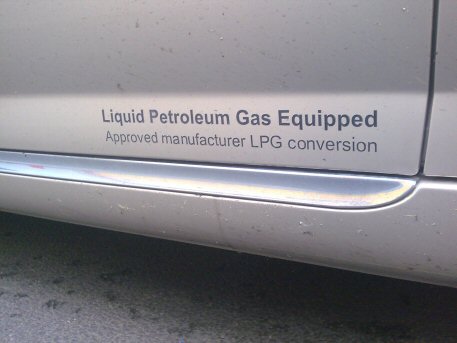 Liquid Petroleum Gas Equipped
Approved manufacturer LPG conversion